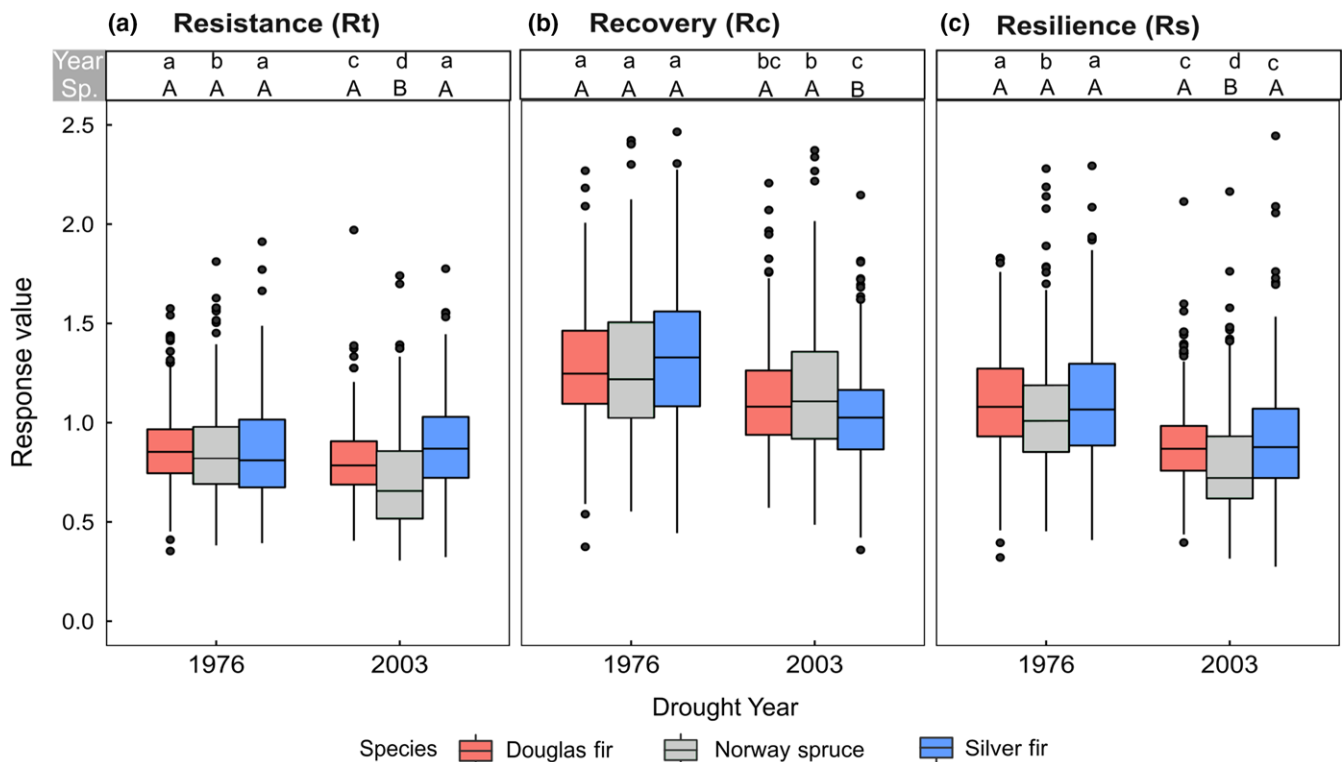 (a) Resistance (Rt)
(b) Recovery (Rc)
(c) Resilience (Rs)
Year a b a c d a
a a a bc b c
a b a c d c
Sp. A A A A B A
A A A A A B
A A A A B A
Response value
2.5
2.0
1.5
1.0
0.5
0.0
1976 2003
1976 2003
1976 2003
Drought Year
Species Douglas fir Norway spruce Silver fir